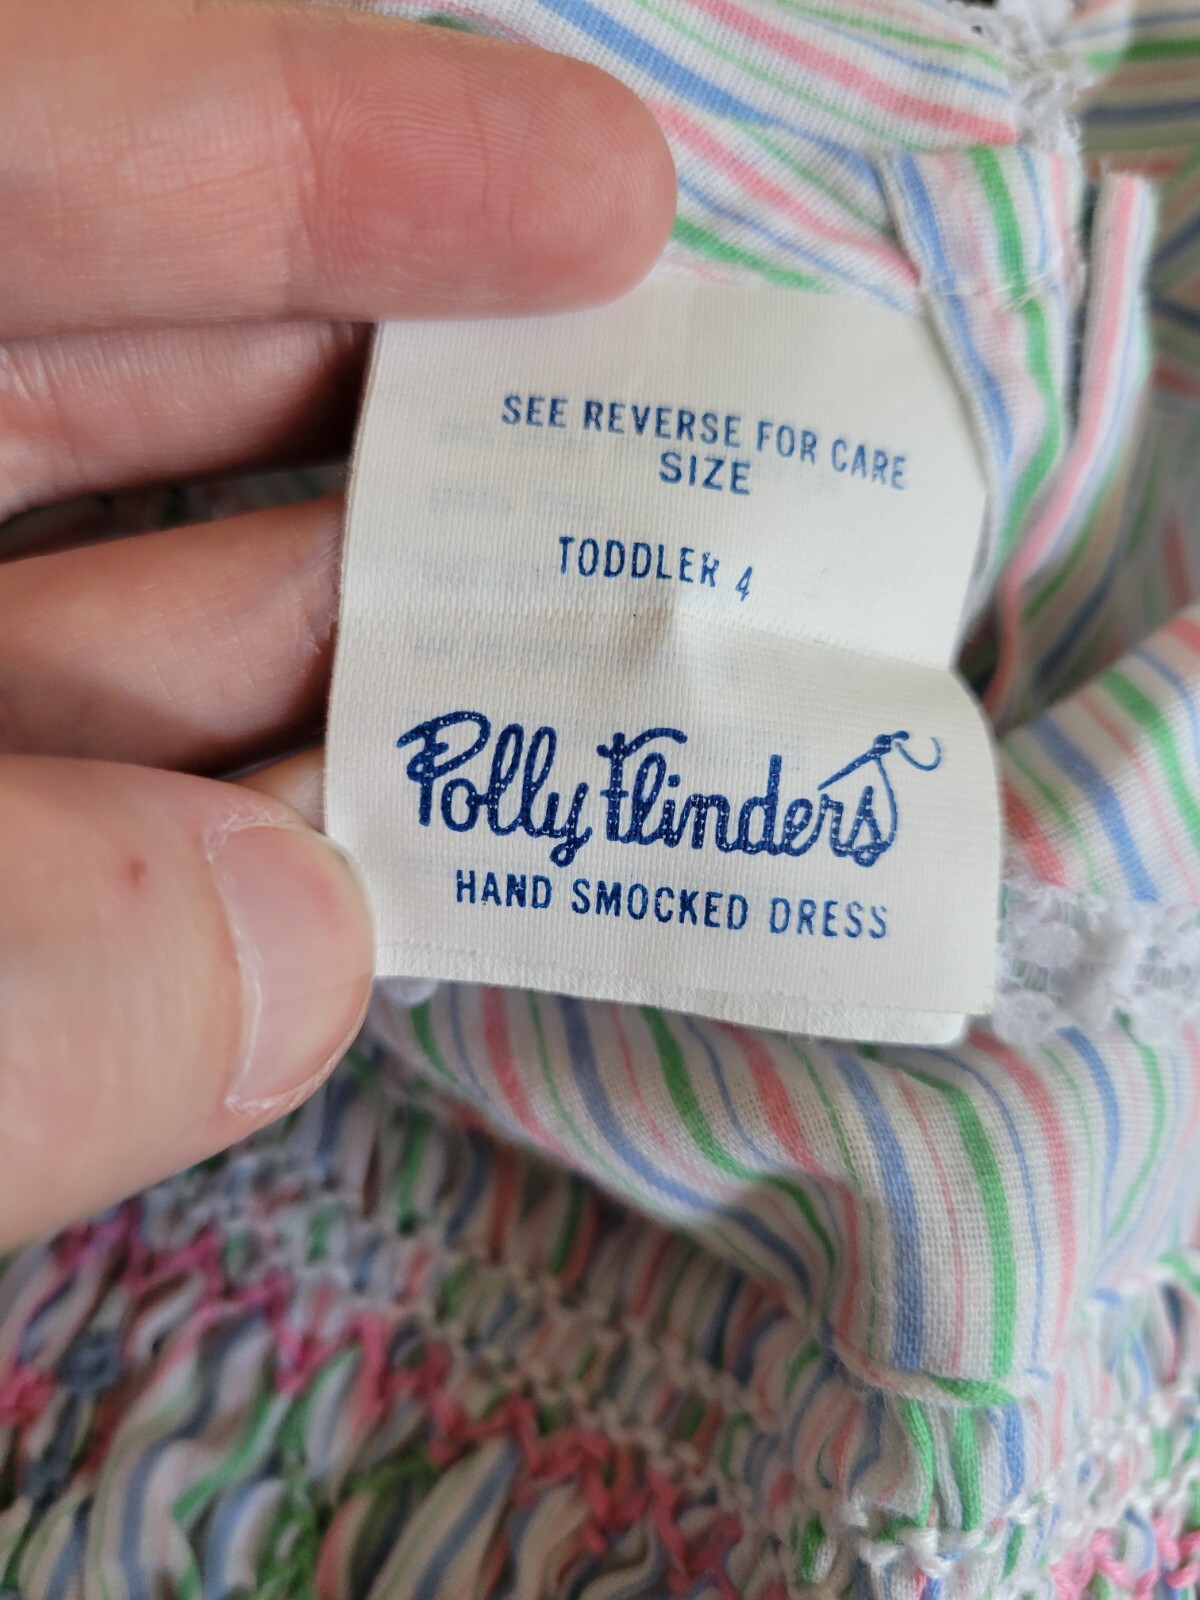 SEE REVERSE FOR CARE
SIZE
TODDLER 4
Polly Flinders
HAND SMOCKED DRESS